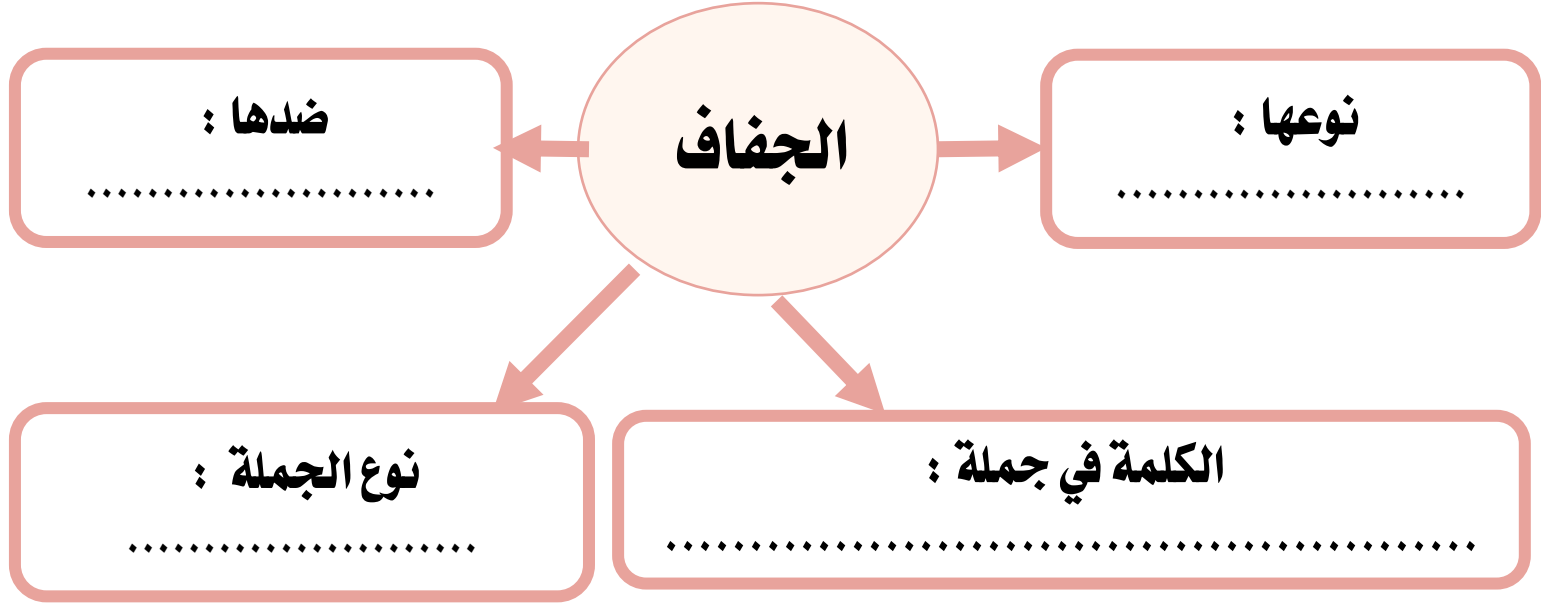 الجفاف
نوعها :
......................
ضدها :
......................
الكلمة في جملة :
.................................................
نوع الجملة :
......................